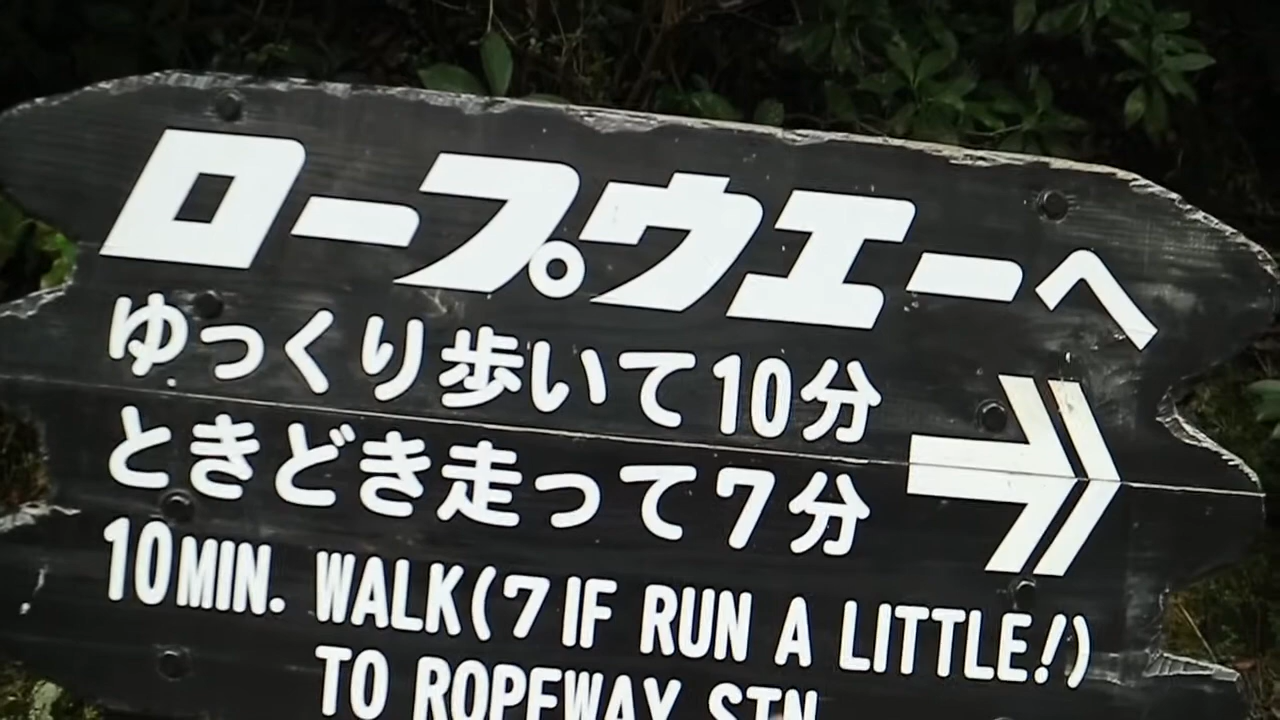 ロープウエーへ
ゆっくり歩いて10分
ときどき走って7分
10MIN. WALK(7 IF RUN A LITTLE!)
TO ROPEWAY STN